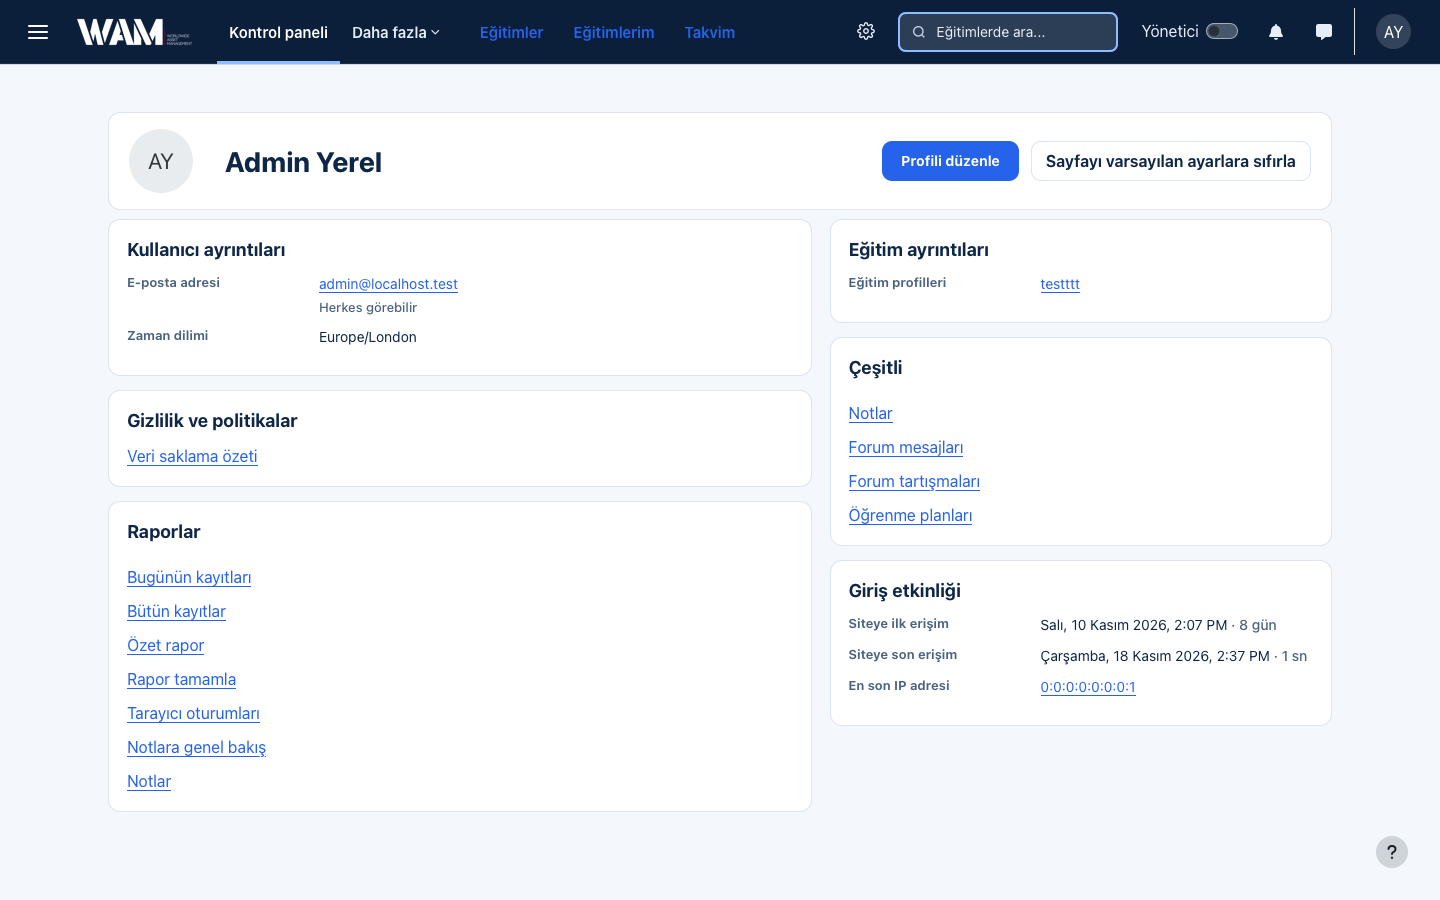 WAM WORLDWIDE ASSET MANAGEMENT
Kontrol paneli
Daha fazla
Eğitimler
Eğitimlerim
Takvim
Eğitimlerde ara...
Yönetici
AY
AY
Admin Yerel
Profili düzenle
Sayfayı varsayılan ayarlara sıfırla
Kullanıcı ayrıntıları
E-posta adresi
admin@localhost.test
Herkes görebilir
Zaman dilimi
Europe/London
Gizlilik ve politikalar
Veri saklama özeti
Raporlar
Bugünün kayıtları
Bütün kayıtlar
Özet rapor
Rapor tamamla
Tarayıcı oturumları
Notlara genel bakış
Notlar
Eğitim ayrıntıları
Eğitim profilleri
testttt
Çeşitli
Notlar
Forum mesajları
Forum tartışmaları
Öğrenme planları
Giriş etkinliği
Siteye ilk erişim
Salı, 10 Kasım 2026, 2:07 PM · 8 gün
Siteye son erişim
Çarşamba, 18 Kasım 2026, 2:37 PM · 1 sn
En son IP adresi
0:0:0:0:0:0:0:1
?